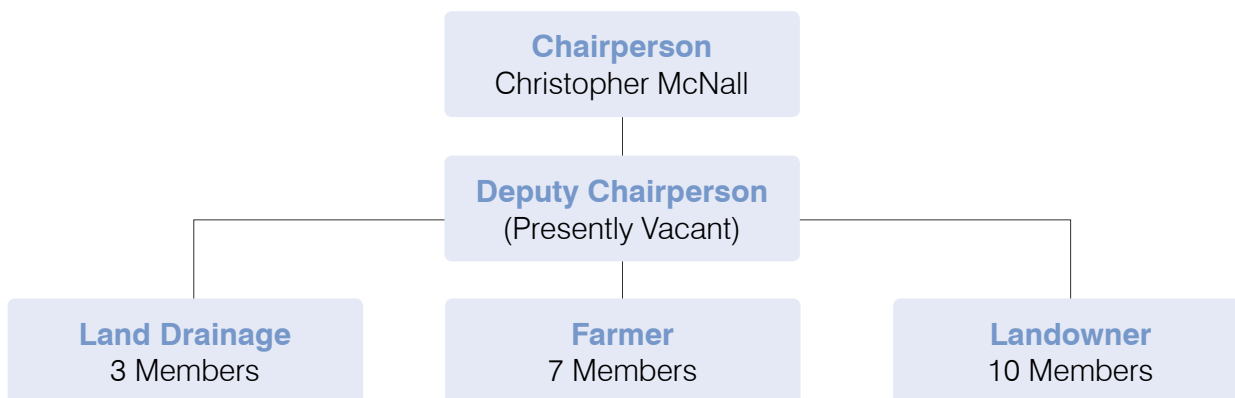 Chairperson
Christopher McNall
Deputy Chairperson
(Presently Vacant)
Land Drainage
3 Members
Farmer
7 Members
Landowner
10 Members